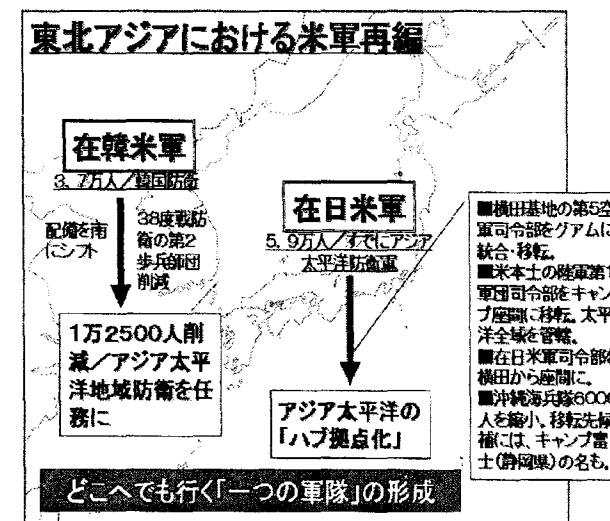 東北アジアにおける米軍再編
在韓米軍
3.7万人／韓国防衛
配備を南
にシフト
38度戦防
衛の第2
歩兵師団
削減
1万2500人削
減／アジア太平
洋地域防衛を任
務に
在日米軍
5.9万人／すでにアジア
太平洋防衛軍
アジア太平洋の
「ハブ拠点化」
■横田基地の第5空
軍司令部をグアムに
統合・移転。
■米本土の陸軍第1
軍団司令部をキャン
プ座間に移転。太平
洋全域を管轄。
■在日米軍司令部を
横田から座間に。
■沖縄海兵隊6000
人を縮小。移転先候
補には、キャンプ富
士(静岡県)の名も。
どこへでも行く「一つの軍隊」の形成